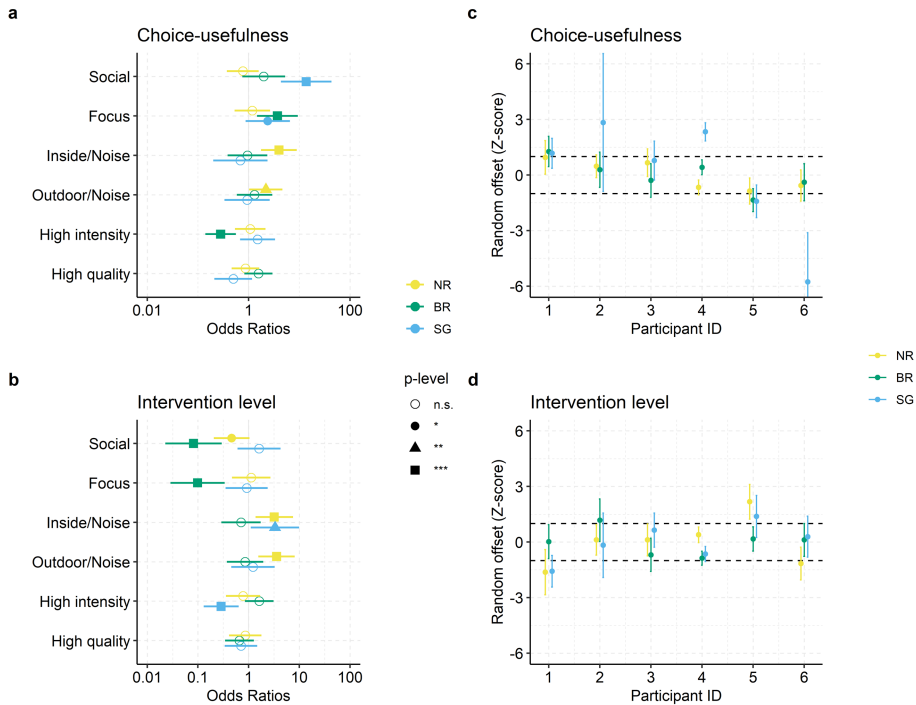 a
Choice-usefulness
Social
Focus
Inside/Noise
Outdoor/Noise
High intensity
High quality
0.01 0.1 1 10 100
Odds Ratios
NR
BR
SG
c
Choice-usefulness
Random offset (Z-score)
6
3
0
-3
-6
1 2 3 4 5 6
Participant ID
b
Intervention level
Social
Focus
Inside/Noise
Outdoor/Noise
High intensity
High quality
0.01 0.1 1 10 100
Odds Ratios
p-level
n.s.
*
**
***
d
Intervention level
Random offset (Z-score)
6
3
0
-3
-6
1 2 3 4 5 6
Participant ID
NR
BR
SG